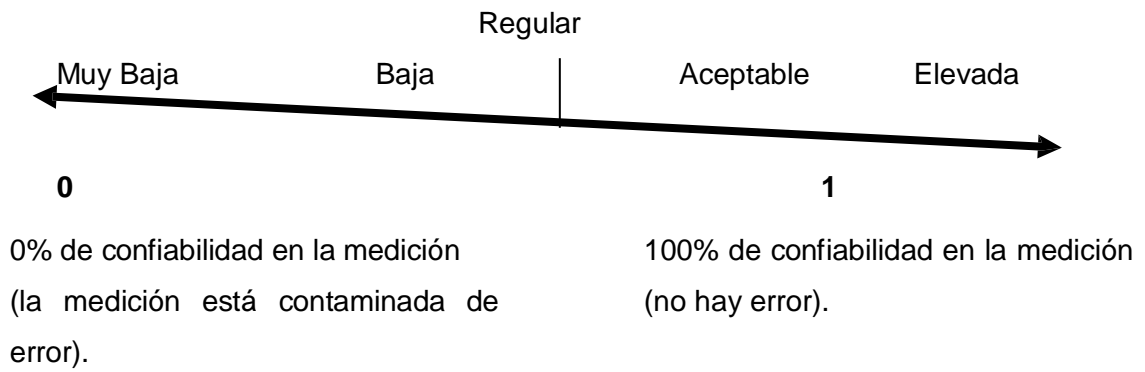 Regular
Muy Baja Baja Aceptable Elevada
0 1
0% de confiabilidad en la medición
(la medición está contaminada de
error).
100% de confiabilidad en la medición
(no hay error).